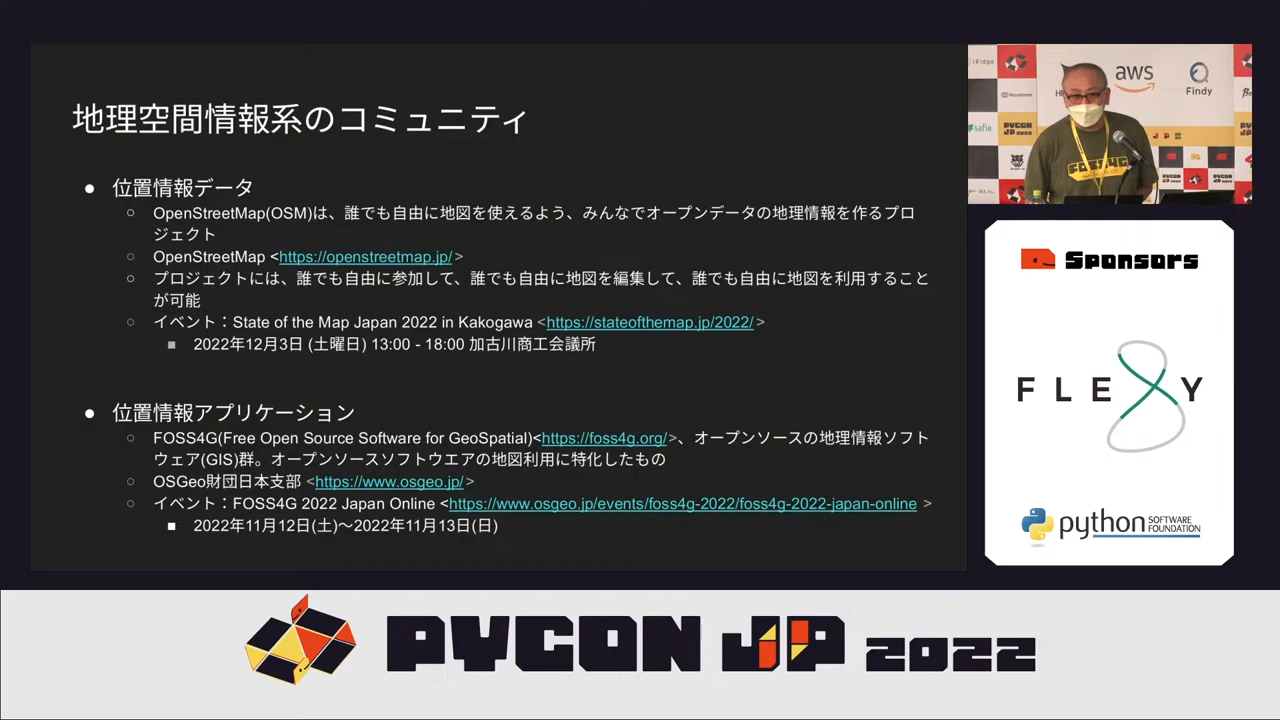 地理空間情報系のコミュニティ
● 位置情報データ
○ OpenStreetMap(OSM)は、誰でも自由に地図を使えるよう、みんなでオープンデータの地理情報を作るプロ
ジェクト
○ OpenStreetMap <https://openstreetmap.jp/>
○ プロジェクトには、誰でも自由に参加して、誰でも自由に地図を編集して、誰でも自由に地図を利用すること
が可能
○ イベント：State of the Map Japan 2022 in Kakogawa <https://stateofthemap.jp/2022/>
■ 2022年12月3日 (土曜日) 13:00 - 18:00 加古川商工会議所
● 位置情報アプリケーション
○ FOSS4G(Free Open Source Software for GeoSpatial)<https://foss4g.org/>、オープンソースの地理情報ソフト
ウェア(GIS)群。オープンソースソフトウエアの地図利用に特化したもの
○ OSGeo財団日本支部 <https://www.osgeo.jp/>
○ イベント：FOSS4G 2022 Japan Online <https://www.osgeo.jp/events/foss4g-2022/foss4g-2022-japan-online >
■ 2022年11月12日(土)〜2022年11月13日(日)
iRidge
aws
Findy
safie
PYCON
JP 2022
Sponsors
FLEXY
python SOFTWARE
FOUNDATION
PYCON JP 2022